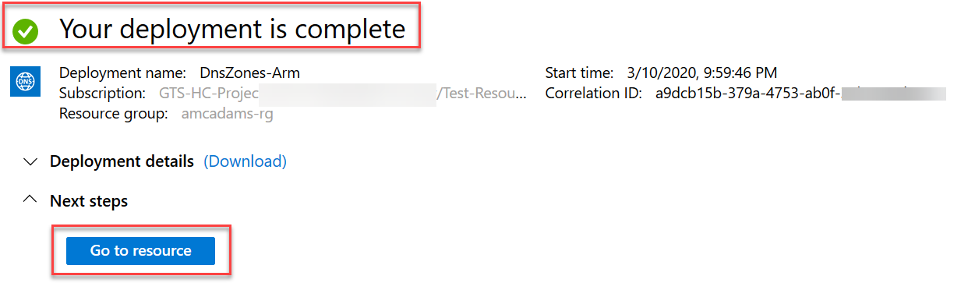 Your deployment is complete
DNS
Deployment name: DnsZones-Arm
Start time: 3/10/2020, 9:59:46 PM
Subscription: GTS-HC-Projec /Test-Resou...
Correlation ID: a9dcb15b-379a-4753-ab0f-
Resource group: amcadams-rg
Deployment details (Download)
Next steps
Go to resource